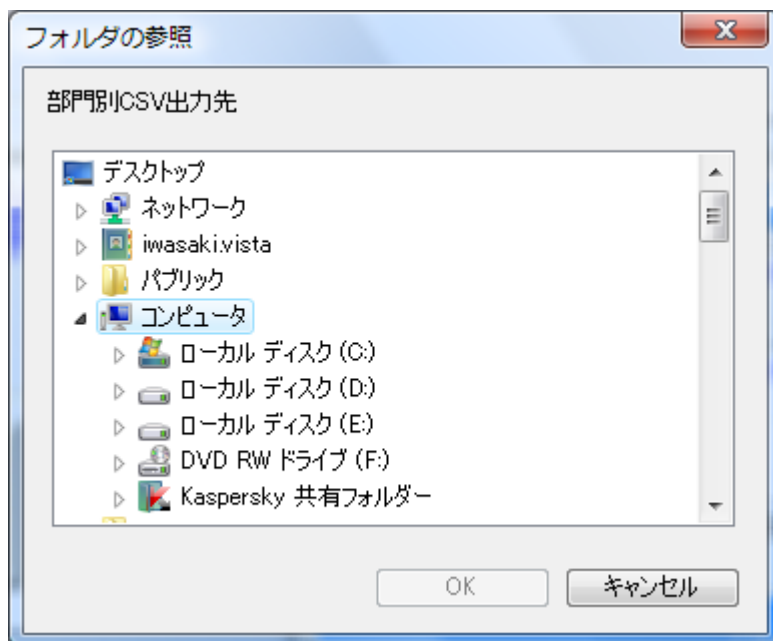 フォルダの参照
部門別CSV出力先
デスクトップ
ネットワーク
iwasaki.vista
パブリック
コンピュータ
ローカル ディスク (C:)
ローカル ディスク (D:)
ローカル ディスク (E:)
DVD RW ドライブ (F:)
Kaspersky 共有フォルダー
OK
キャンセル